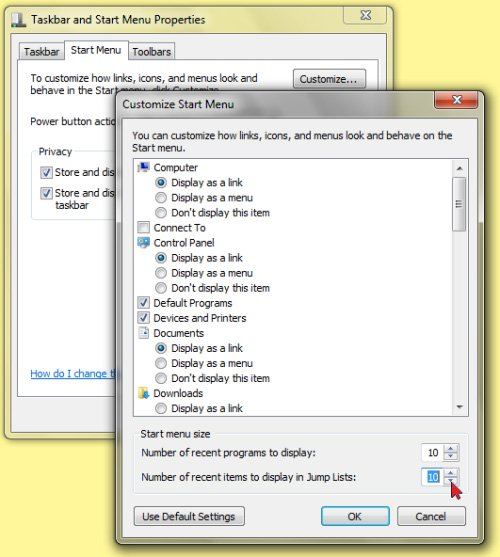 Taskbar and Start Menu Properties
Taskbar
Start Menu
Toolbars
To customize how links, icons, and menus look and
behave in the Start menu, click Customize.
Customize...
Power button actio
Privacy
Store and dis
Store and dis
taskbar
How do I change th
Customize Start Menu
You can customize how links, icons, and menus look and behave on the
Start menu.
Computer
Display as a link
Display as a menu
Don't display this item
Connect To
Control Panel
Display as a link
Display as a menu
Don't display this item
Default Programs
Devices and Printers
Documents
Display as a link
Display as a menu
Don't display this item
Downloads
Display as a link
Start menu size
Number of recent programs to display: 10
Number of recent items to display in Jump Lists: 10
Use Default Settings
OK
Cancel